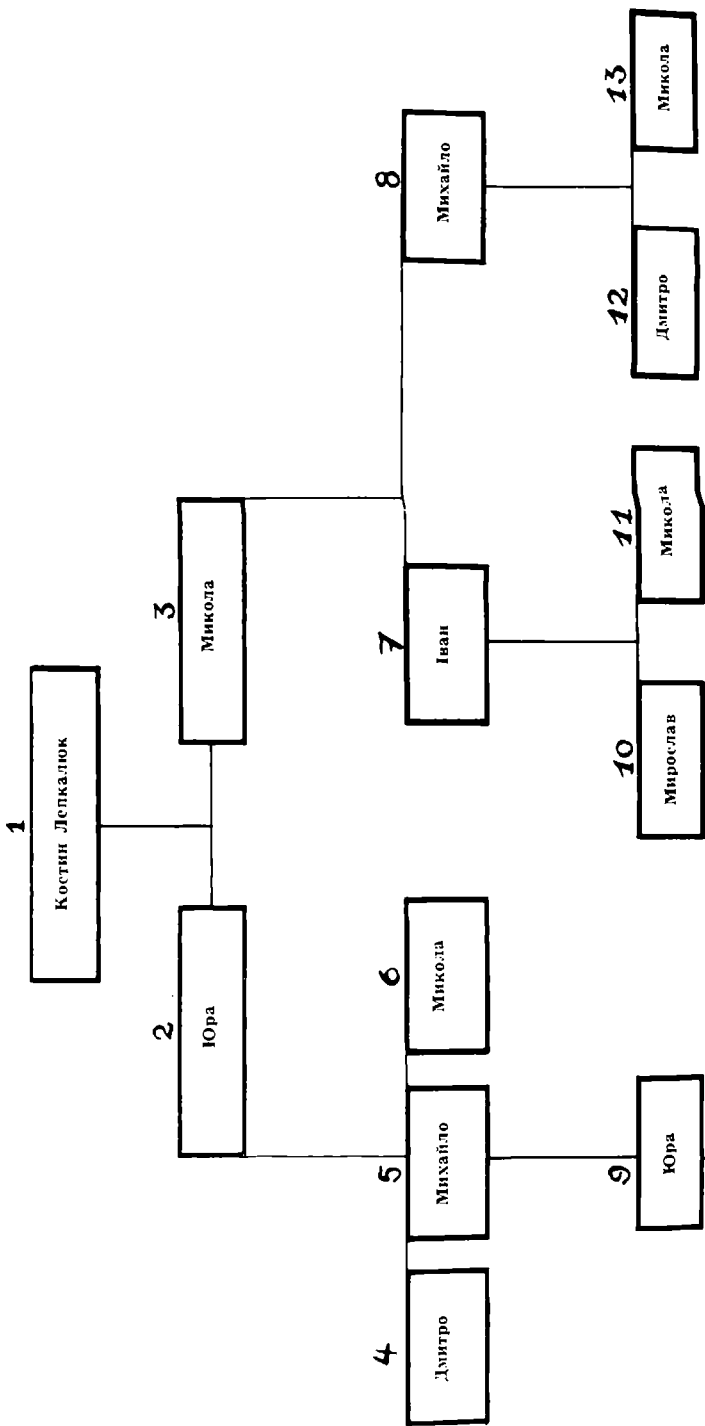 1
Костин Лепкалюк
2
Юра
3
Микола
4
Дмитро
5
Михайло
6
Микола
7
Іван
8
Михайло
9
Юра
10
Мирослав
11
Микола
12
Дмитро
13
Микола